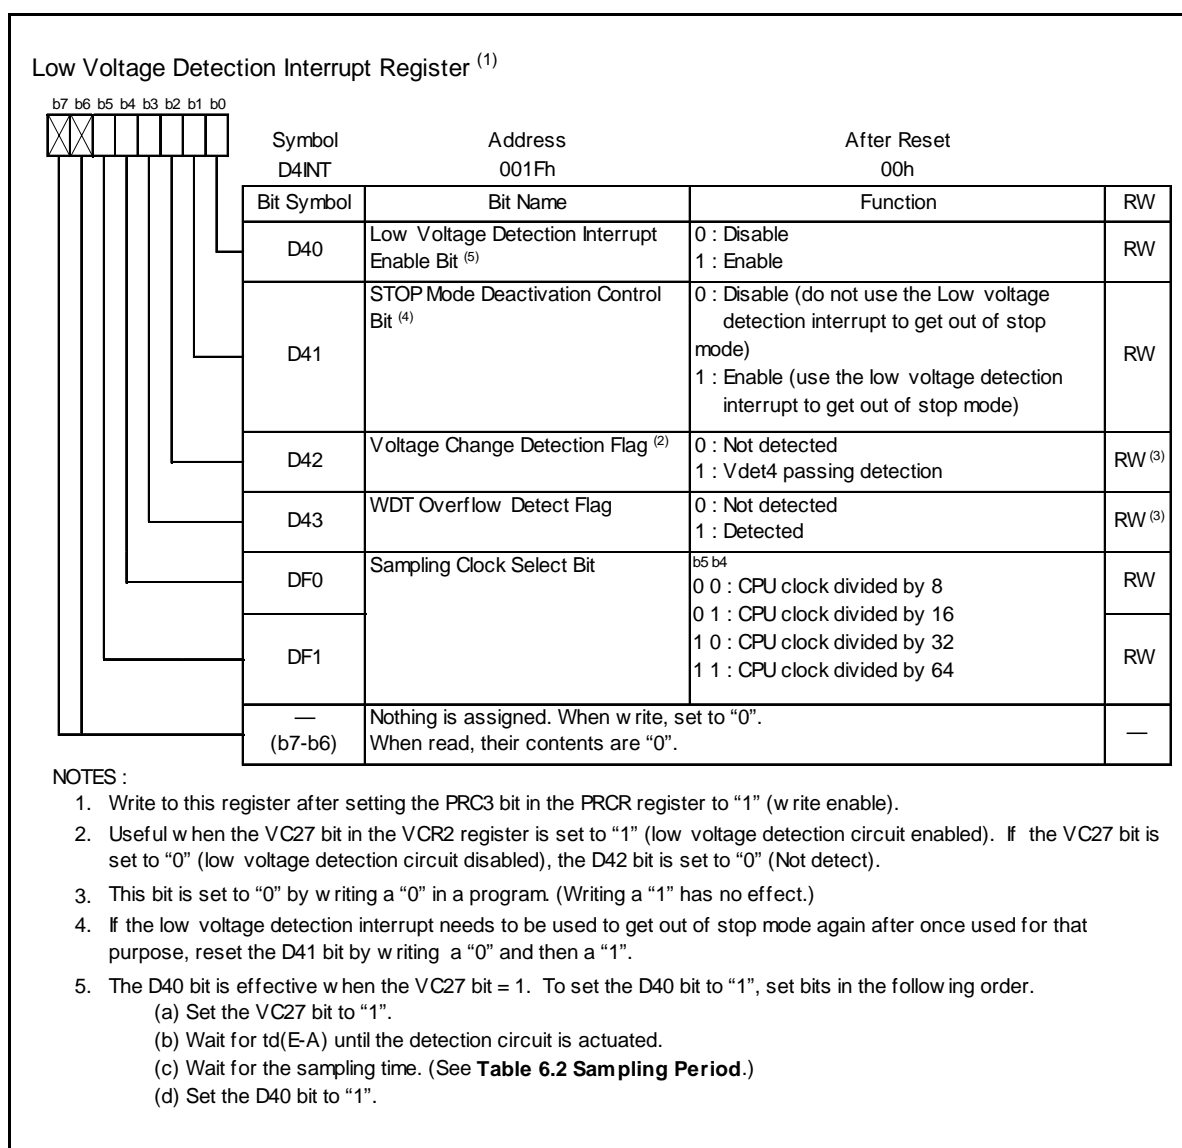 Low Voltage Detection Interrupt Register (1)
b7 b6 b5 b4 b3 b2 b1 b0
Symbol Address After Reset
D4INT 001Fh 00h
Bit Symbol Bit Name Function RW
D40 Low Voltage Detection Interrupt Enable Bit (5) 0 : Disable
1 : Enable RW
D41 STOP Mode Deactivation Control Bit (4) 0 : Disable (do not use the Low voltage
detection interrupt to get out of stop
mode)
1 : Enable (use the low voltage detection
interrupt to get out of stop mode) RW
D42 Voltage Change Detection Flag (2) 0 : Not detected
1 : Vdet4 passing detection RW (3)
D43 WDT Overflow Detect Flag 0 : Not detected
1 : Detected RW (3)
DF0 Sampling Clock Select Bit b5 b4
0 0 : CPU clock divided by 8 RW
0 1 : CPU clock divided by 16
DF1 1 0 : CPU clock divided by 32
1 1 : CPU clock divided by 64 RW
— (b7-b6) Nothing is assigned. When write, set to “0”.
When read, their contents are “0”. —
NOTES :
1. Write to this register after setting the PRC3 bit in the PRCR register to “1” (write enable).
2. Useful when the VC27 bit in the VCR2 register is set to “1” (low voltage detection circuit enabled). If the VC27 bit is
set to “0” (low voltage detection circuit disabled), the D42 bit is set to “0” (Not detect).
3. This bit is set to “0” by writing a “0” in a program. (Writing a “1” has no effect.)
4. If the low voltage detection interrupt needs to be used to get out of stop mode again after once used for that
purpose, reset the D41 bit by writing a “0” and then a “1”.
5. The D40 bit is effective when the VC27 bit = 1. To set the D40 bit to “1”, set bits in the following order.
(a) Set the VC27 bit to “1”.
(b) Wait for td(E-A) until the detection circuit is actuated.
(c) Wait for the sampling time. (See Table 6.2 Sampling Period.)
(d) Set the D40 bit to “1”.